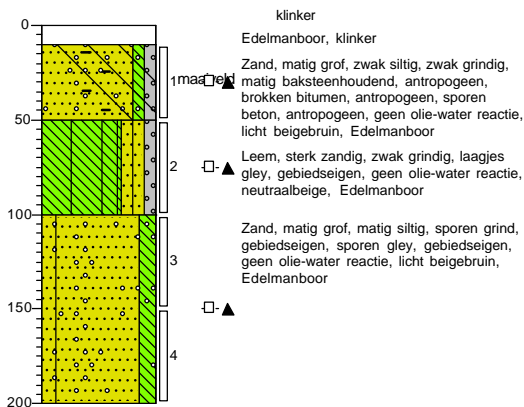 klinker
0
Edelmanboor, klinker
Zand, matig grof, zwak siltig, zwak grindig,
1
maaiveld
matig baksteenhoudend, antropogeen,
brokken bitumen, antropogeen, sporen
beton, antropogeen, geen olie-water reactie,
licht beigebruin, Edelmanboor
50
Leem, sterk zandig, zwak grindig, laagjes
2
gley, gebiedseigen, geen olie-water reactie,
neutraalbeige, Edelmanboor
100
Zand, matig grof, matig siltig, sporen grind,
gebiedseigen, sporen gley, gebiedseigen,
3
geen olie-water reactie, licht beigebruin,
Edelmanboor
150
4
200